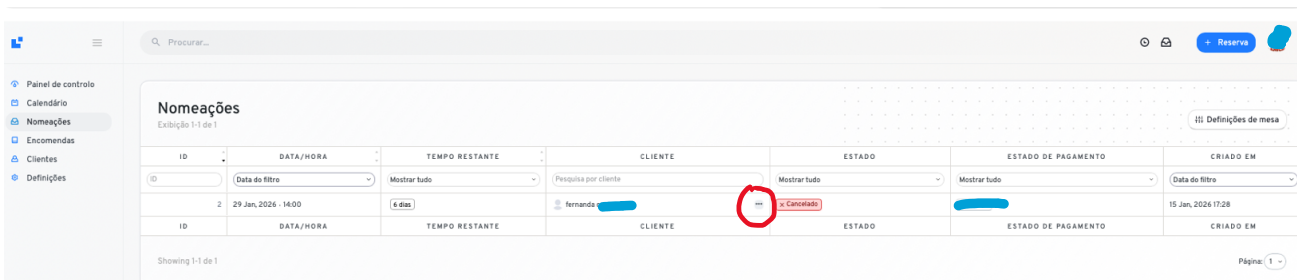 Procurar...
+ Reserva
Painel de controlo
Calendário
Nomeações
Encomendas
Clientes
Definições
Nomeações
Exibição 1-1 de 1
Definições de mesa
ID DATA/HORA TEMPO RESTANTE CLIENTE ESTADO ESTADO DE PAGAMENTO CRIADO EM
ID Data do filtro Mostrar tudo Pesquisa por cliente Mostrar tudo Mostrar tudo Data do filtro
2 29 Jan, 2026 - 14:00 6 dias fernanda ••• × Cancelado 15 Jan, 2026 17:28
ID DATA/HORA TEMPO RESTANTE CLIENTE ESTADO ESTADO DE PAGAMENTO CRIADO EM
Showing 1-1 de 1
Página: 1